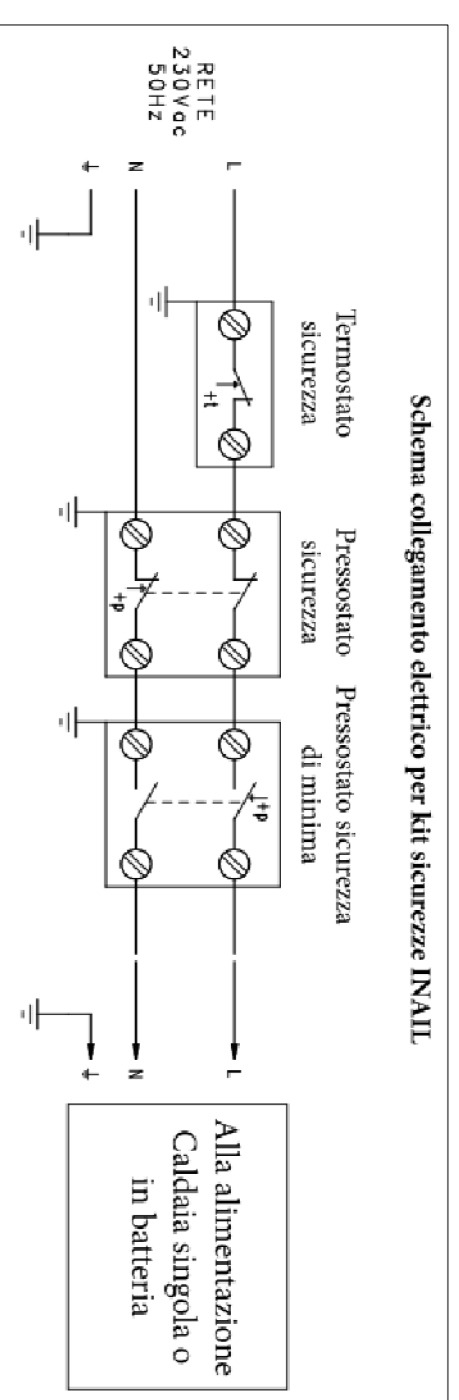 Schema collegamento elettrico per kit sicurezze INAIL
Termostato
sicurezza
Pressostato
sicurezza
Pressostato sicurezza
di minima
RETE
230Vac
50Hz
L
N
+t
+p
+p
L
N
Alla alimentazione
Caldaia singola o
in batteria